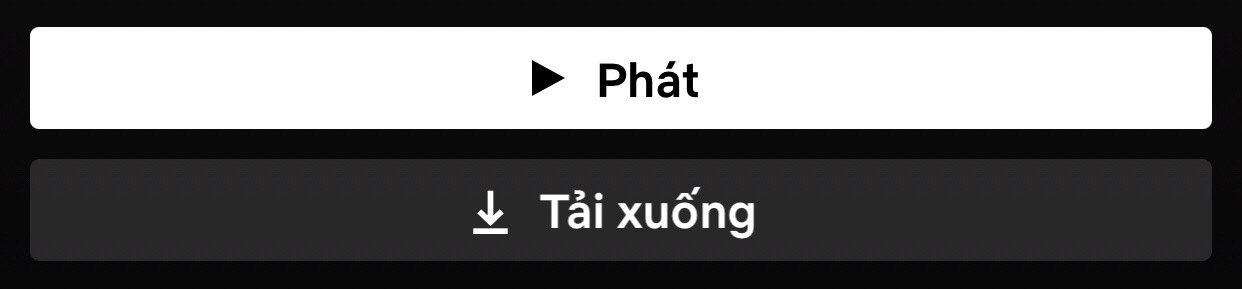 Phát
Tải xuống